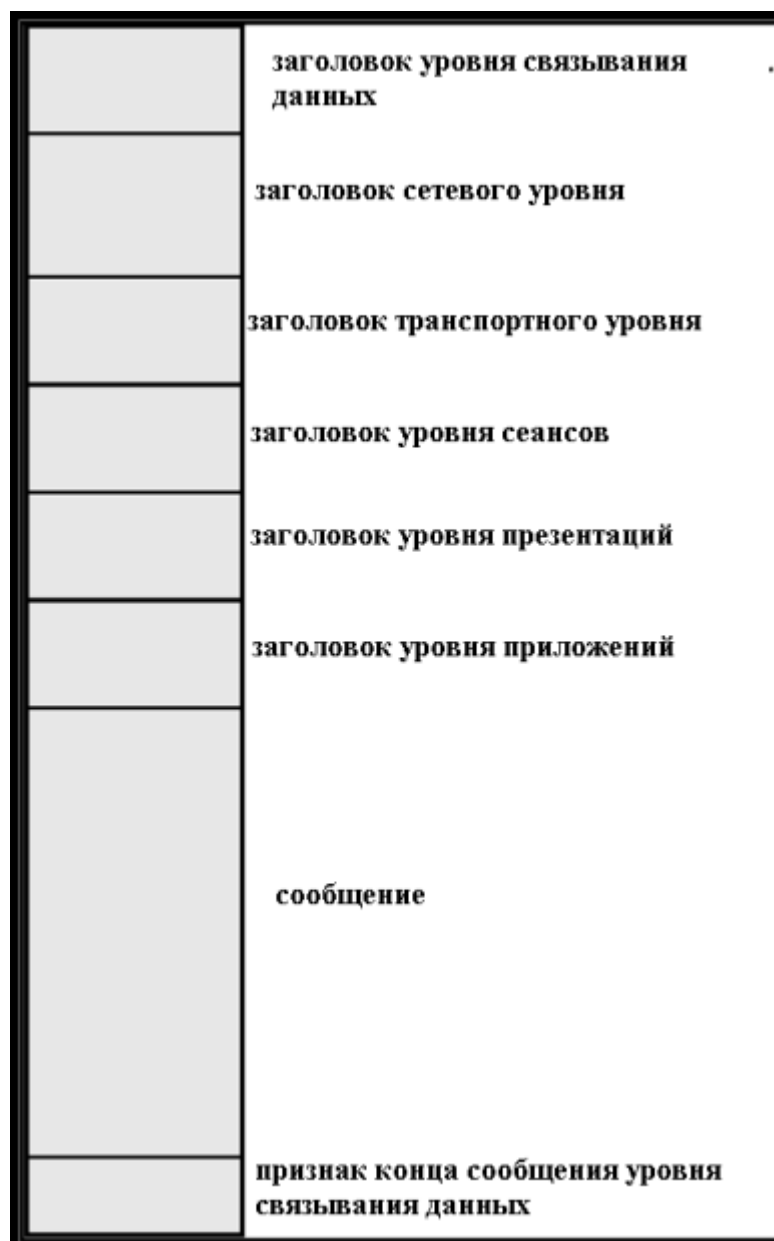 заголовок уровня связывания
данных
заголовок сетевого уровня
заголовок транспортного уровня
заголовок уровня сеансов
заголовок уровня презентаций
заголовок уровня приложений
сообщение
признак конца сообщения уровня
связывания данных